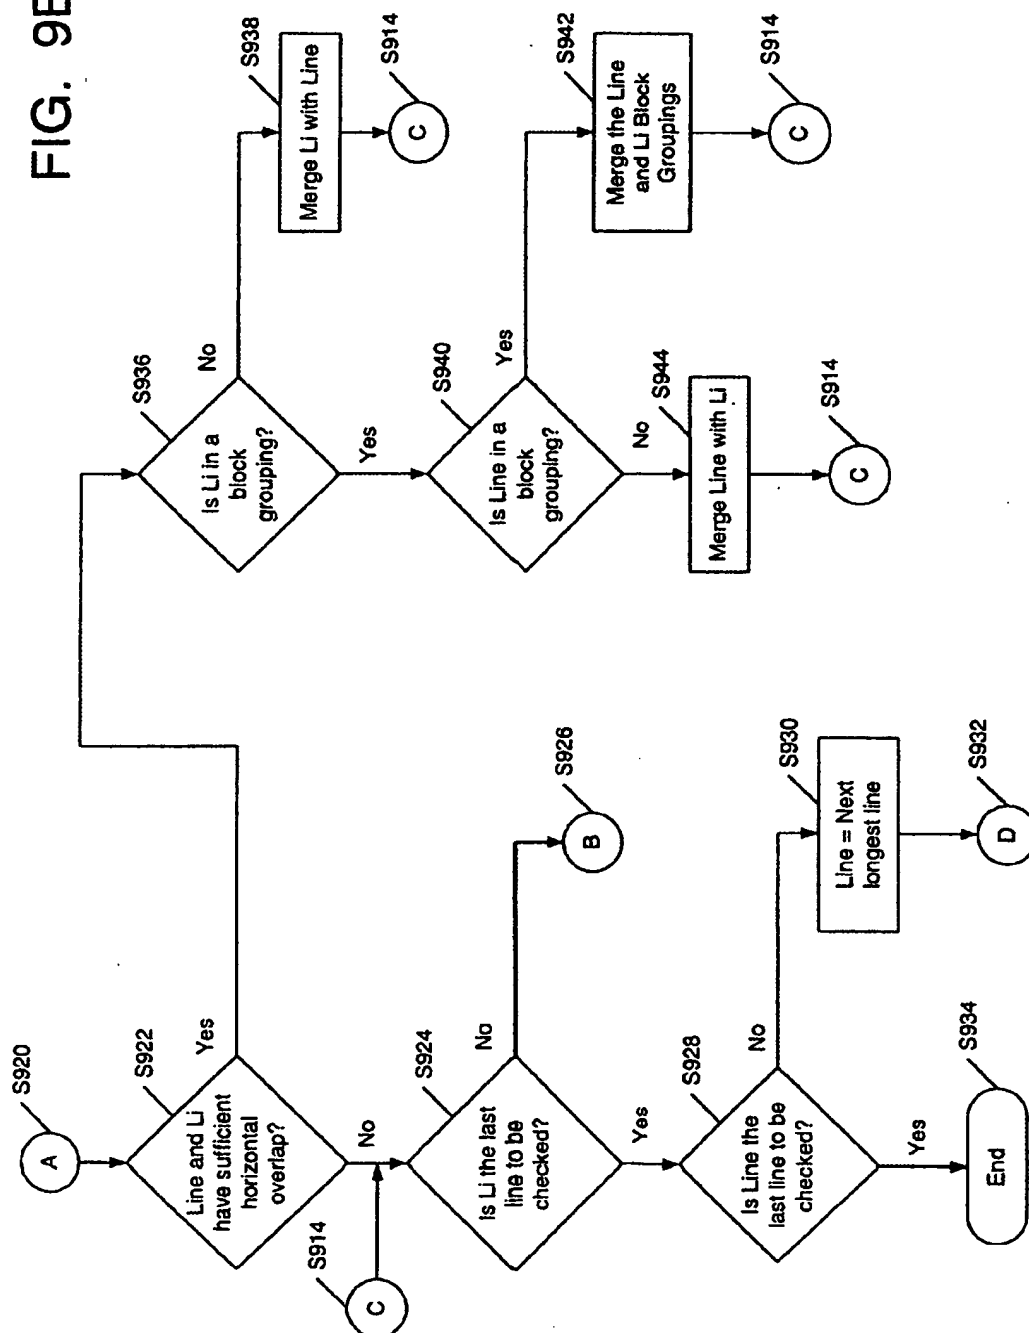 FIG. 9B
A
S920
Line and Li
have sufficient
horizontal
overlap?
S922
Yes
No
C
S914
Is Li the last
line to be
checked?
S924
No
B
S926
Yes
Is Line the
last line to be
checked?
S928
No
Line = Next
longest line
S930
D
S932
Yes
End
S934
Is Li in a
block
grouping?
S936
No
Merge Li with Line
S938
C
S914
Yes
Is Line in a
block
grouping?
S940
Yes
Merge the Line
and Li Block
Groupings
S942
C
S914
No
Merge Line with Li
S944
C
S914